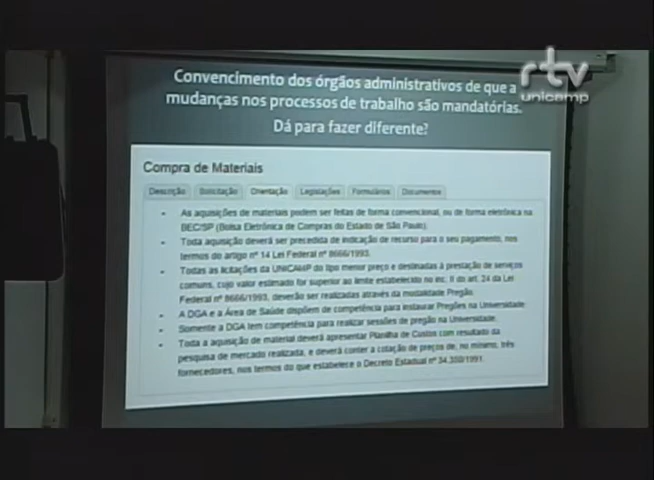 rtv
unicamp
Convencimento dos órgãos administrativos de que a
mudanças nos processos de trabalho são mandatórias.
Dá para fazer diferente?
Compra de Materiais
Descrição Solicitação Orientação Legislações Formulários Documentos
As aquisições de materiais podem ser feitas de forma convencional, ou de forma eletrônica na
BEC/SP (Bolsa Eletrônica de Compras do Estado de São Paulo).
Toda aquisição deverá ser precedida de indicação de recurso para o seu pagamento, nos
termos do artigo nº 14 Lei Federal nº 8666/1993.
Todas as licitações da UNICAMP do tipo menor preço e destinadas à prestação de serviços
comuns, cujo valor estimado for superior ao limite estabelecido no inc. II do art. 24 da Lei
Federal nº 8666/1993, deverão ser realizadas através da modalidade Pregão.
A DGA e a Área de Saúde dispõem de competência para instaurar Pregões na Universidade.
Somente a DGA tem competência para realizar sessões de pregão na Universidade.
Toda a aquisição de material deverá apresentar Planilha de Custos com resultado da
pesquisa de mercado realizada, e deverá conter a cotação de preços de, no mínimo, três
fornecedores, nos termos do que estabelece o Decreto Estadual nº 34.350/1991.